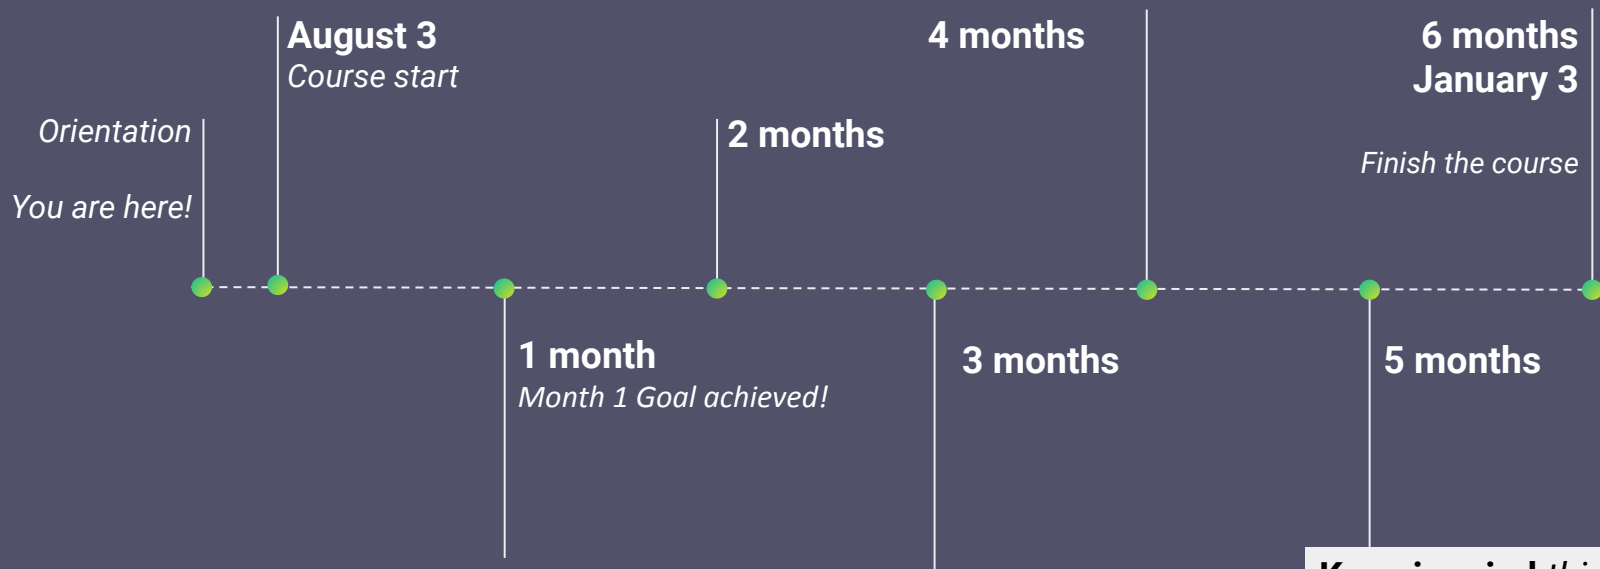 Orientation
You are here!
August 3
Course start
1 month
Month 1 Goal achieved!
2 months
3 months
4 months
5 months
6 months
January 3
Finish the course